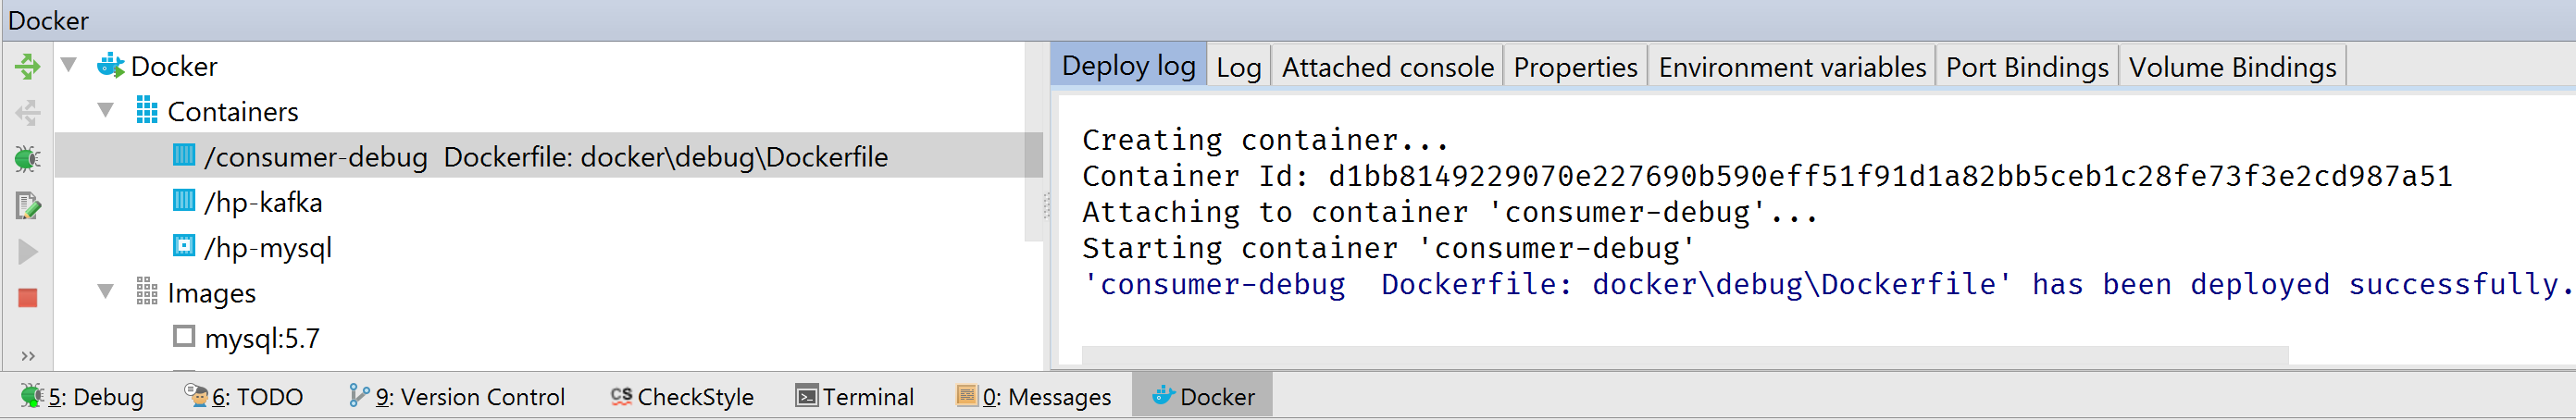 Docker
Docker
Containers
/consumer-debug  Dockerfile: docker\debug\Dockerfile
/hp-kafka
/hp-mysql
Images
mysql:5.7
Deploy log Log Attached console Properties Environment variables Port Bindings Volume Bindings
Creating container...
Container Id: d1bb8149229070e227690b590eff51f91d1a82bb5ceb1c28fe73f3e2cd987a51
Attaching to container 'consumer-debug'...
Starting container 'consumer-debug'
'consumer-debug  Dockerfile: docker\debug\Dockerfile' has been deployed successfully.
5: Debug 6: TODO 9: Version Control CS CheckStyle Terminal 0: Messages Docker